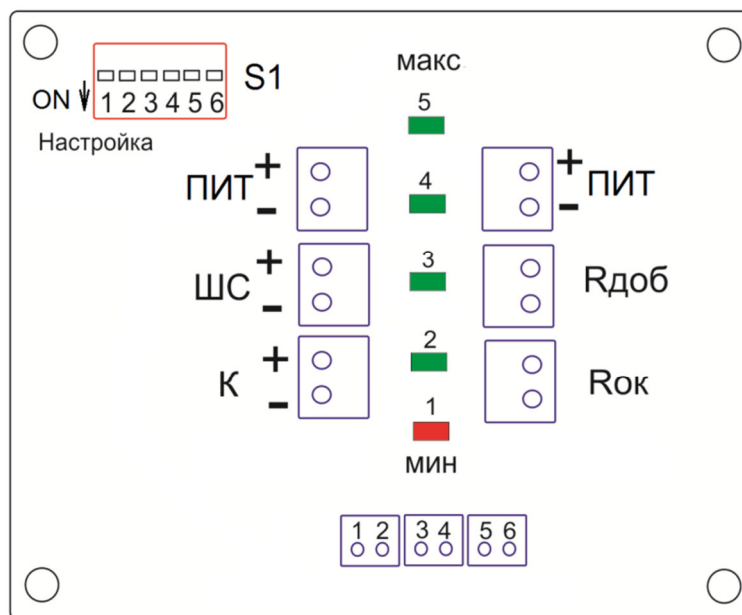 S1
ON 1 2 3 4 5 6
Настройка
макс
5
+ ПИТ -
4
+ ПИТ -
+ ШС -
3
Rдоб
+ К -
2
Rок
1
мин
1 2 3 4 5 6